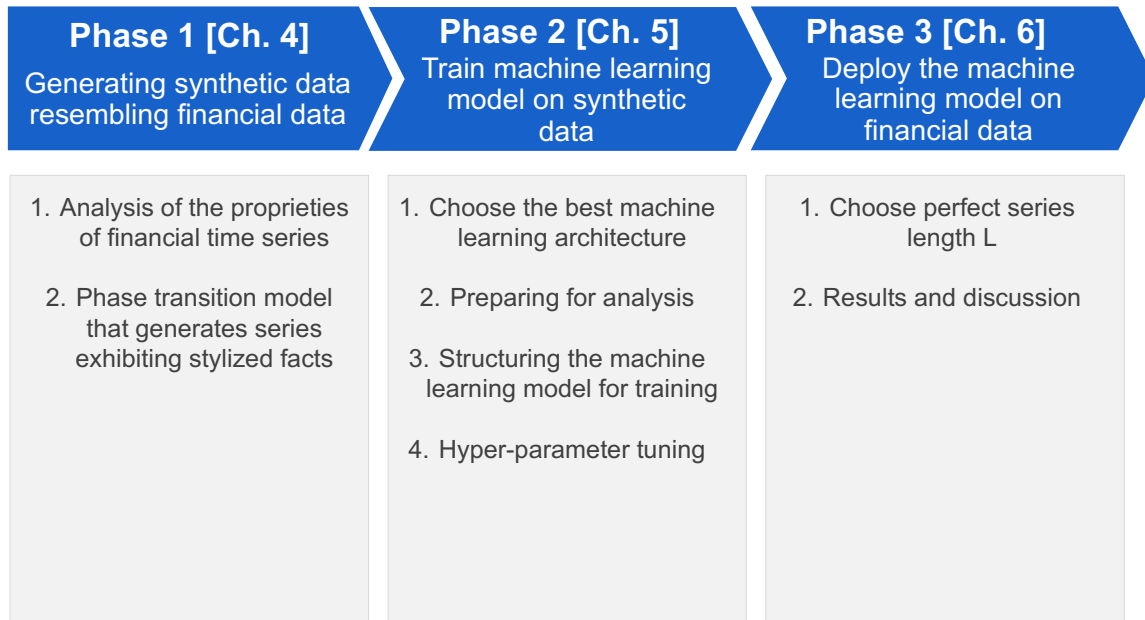 Phase 1 [Ch. 4]
Generating synthetic data
resembling financial data
Phase 2 [Ch. 5]
Train machine learning
model on synthetic
data
Phase 3 [Ch. 6]
Deploy the machine
learning model on
financial data
1. Analysis of the proprieties
of financial time series
2. Phase transition model
that generates series
exhibiting stylized facts
1. Choose the best machine
learning architecture
2. Preparing for analysis
3. Structuring the machine
learning model for training
4. Hyper-parameter tuning
1. Choose perfect series
length L
2. Results and discussion